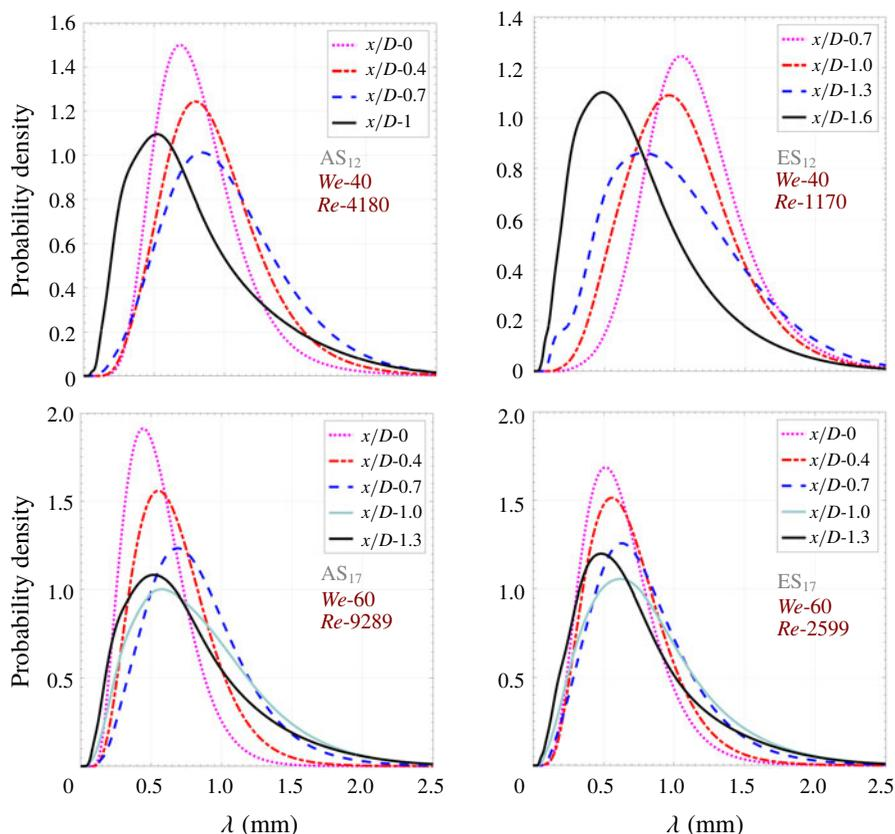 Probability density
1.6
1.4
1.2
1.0
0.8
0.6
0.4
0.2
0
x/D-0
x/D-0.4
x/D-0.7
x/D-1
AS12
We-40
Re-4180
1.4
1.2
1.0
0.8
0.6
0.4
0.2
0
x/D-0.7
x/D-1.0
x/D-1.3
x/D-1.6
ES12
We-40
Re-1170
Probability density
2.0
1.5
1.0
0.5
x/D-0
x/D-0.4
x/D-0.7
x/D-1.0
x/D-1.3
AS17
We-60
Re-9289
0 0.5 1.0 1.5 2.0 2.5
λ (mm)
2.0
1.5
1.0
0.5
x/D-0
x/D-0.4
x/D-0.7
x/D-1.0
x/D-1.3
ES17
We-60
Re-2599
0 0.5 1.0 1.5 2.0 2.5
λ (mm)